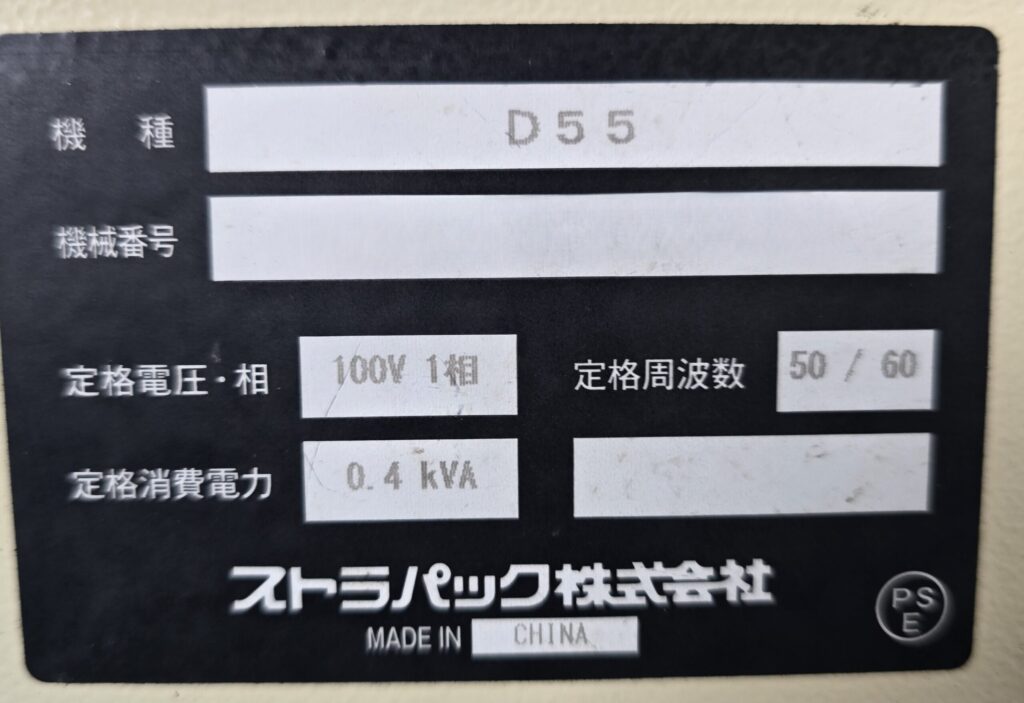 機 種 D55
機械番号
定格電圧・相 100V 1相 定格周波数 50 / 60
定格消費電力 0.4 kVA
ストラパック株式会社
MADE IN CHINA
PS
E